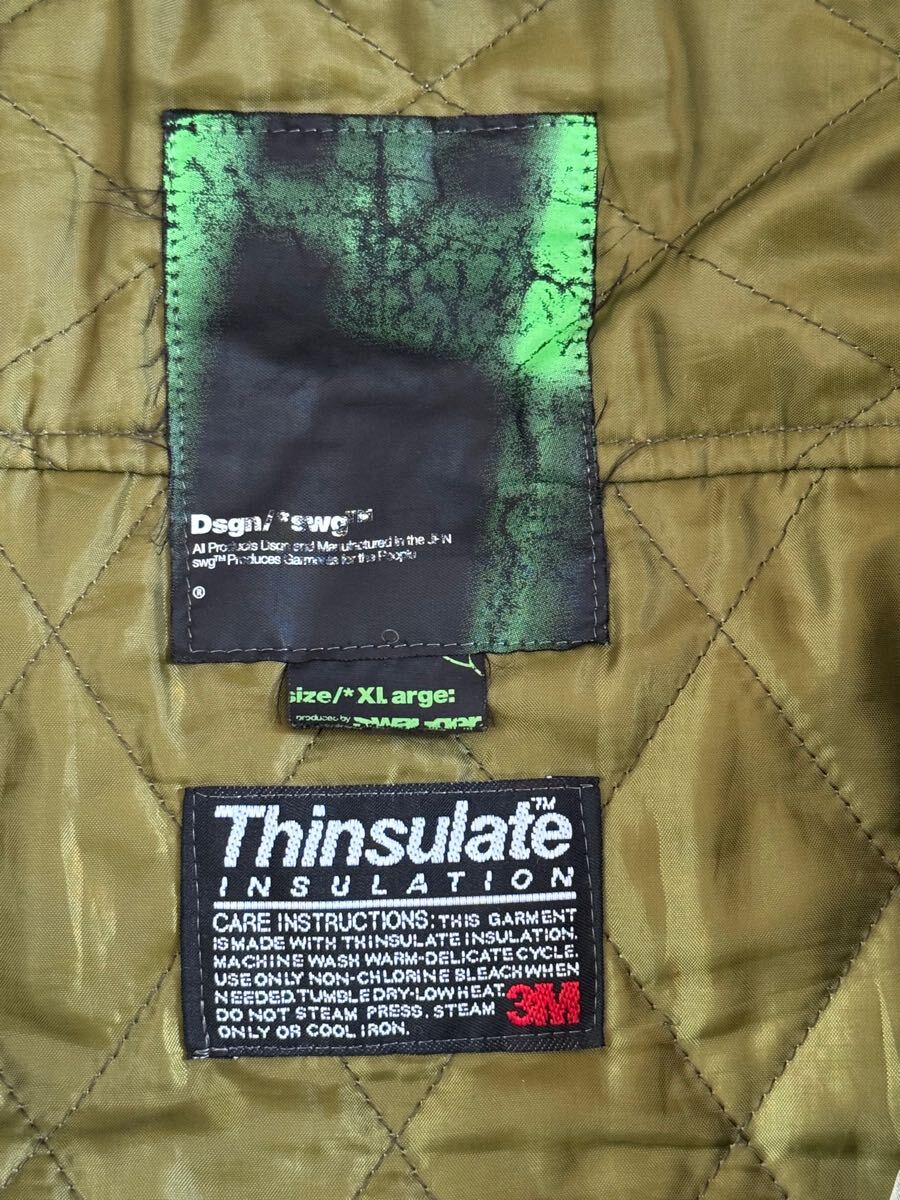 Dsgn/*swg™
All Products Dsgn and Manufactured in the JPN
swg™ Produces Garments for the People
®
size/* XLarge:
produced by
Thinsulate™
INSULATION
CARE INSTRUCTIONS: THIS GARMENT
IS MADE WITH THINSULATE INSULATION.
MACHINE WASH WARM-DELICATE CYCLE.
USE ONLY NON-CHLORINE BLEACH WHEN
NEEDED. TUMBLE DRY-LOW HEAT.
DO NOT STEAM PRESS. STEAM
ONLY OR COOL IRON.
3M